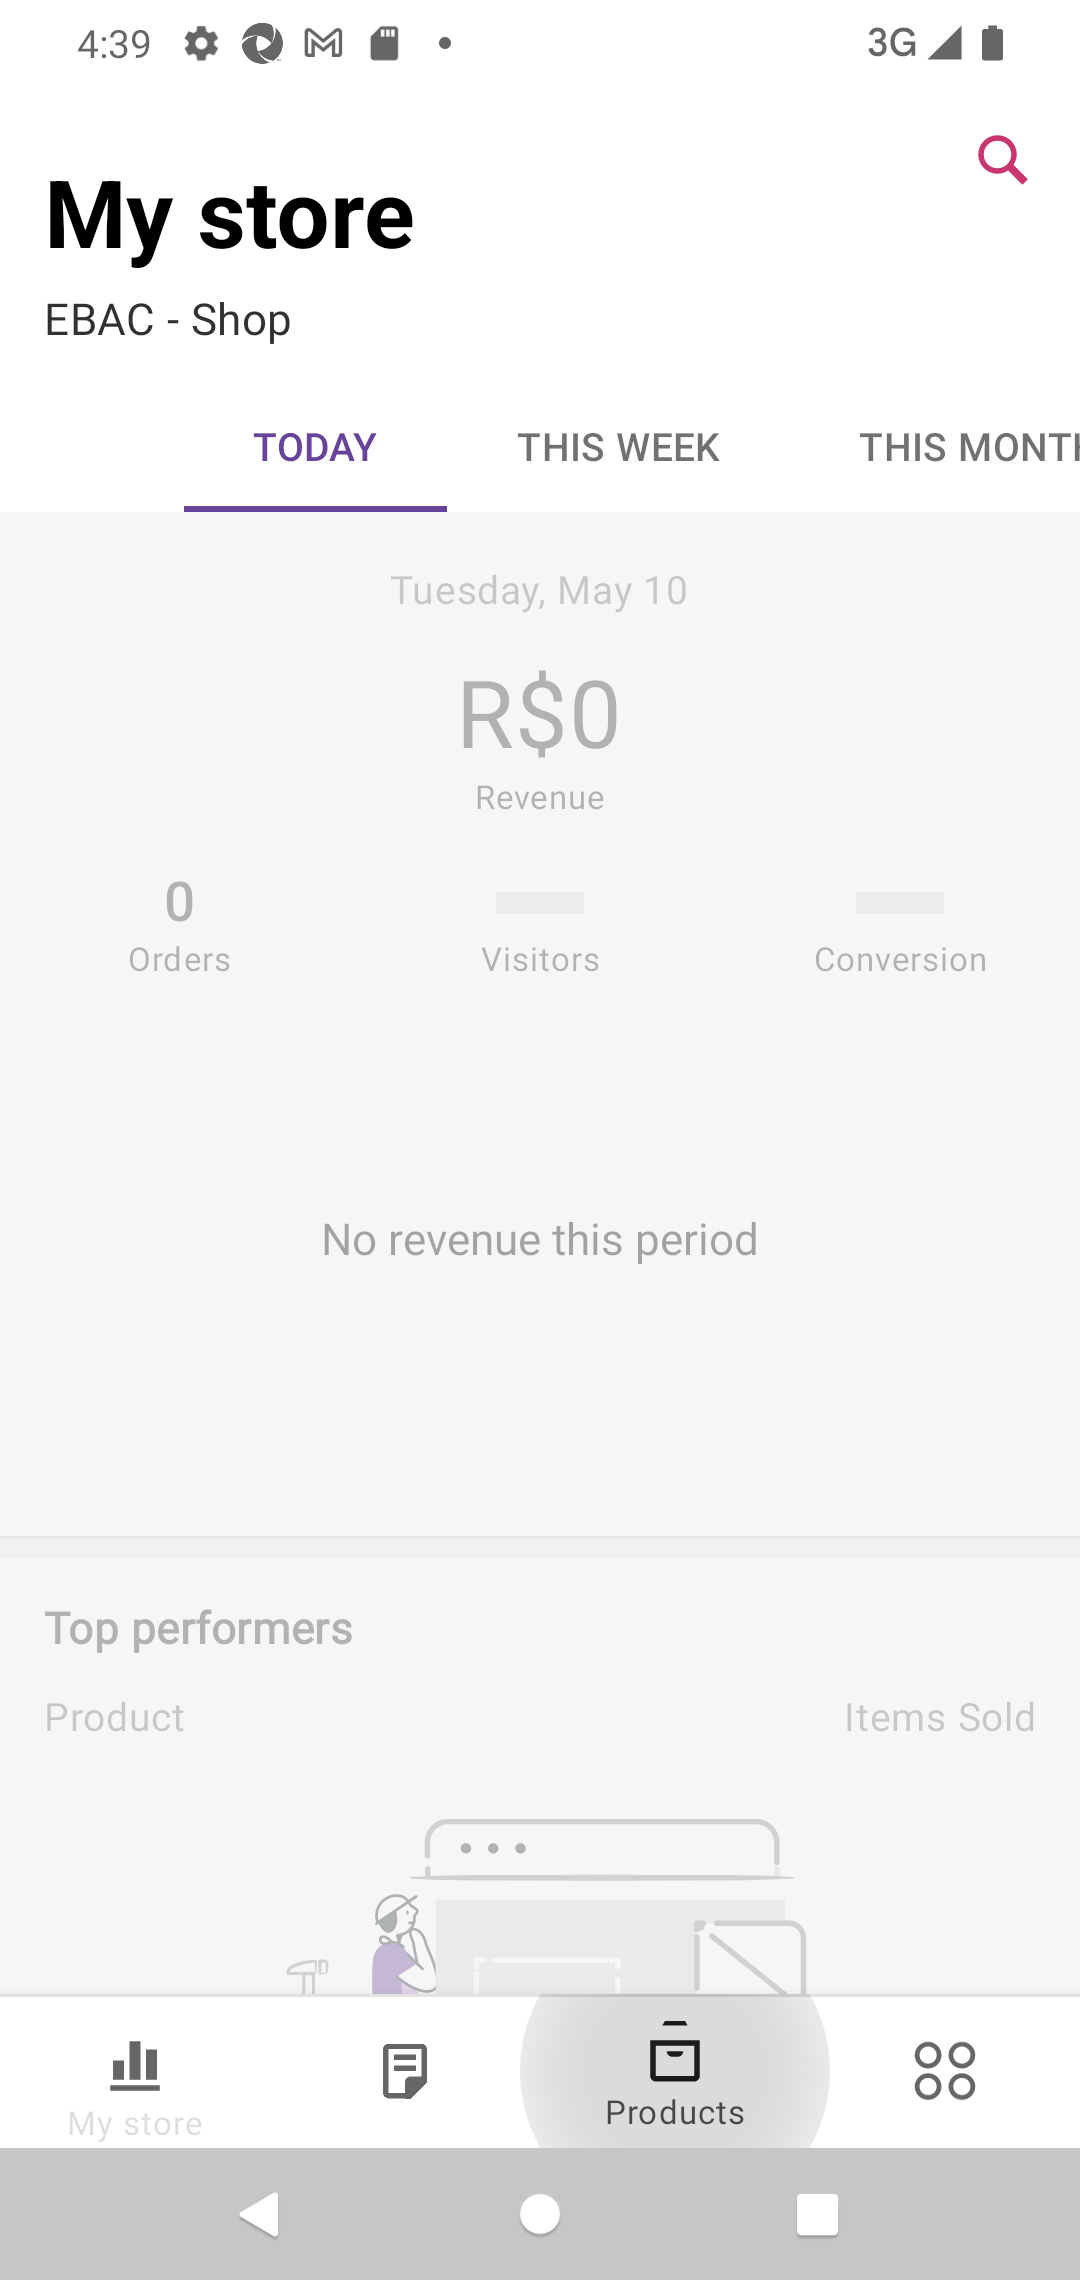 4:39
3G
My store
EBAC - Shop
TODAY THIS WEEK THIS MONTH
Tuesday, May 10
R$0
Revenue
0
Orders Visitors Conversion
No revenue this period
Top performers
Product Items Sold
Products
My store